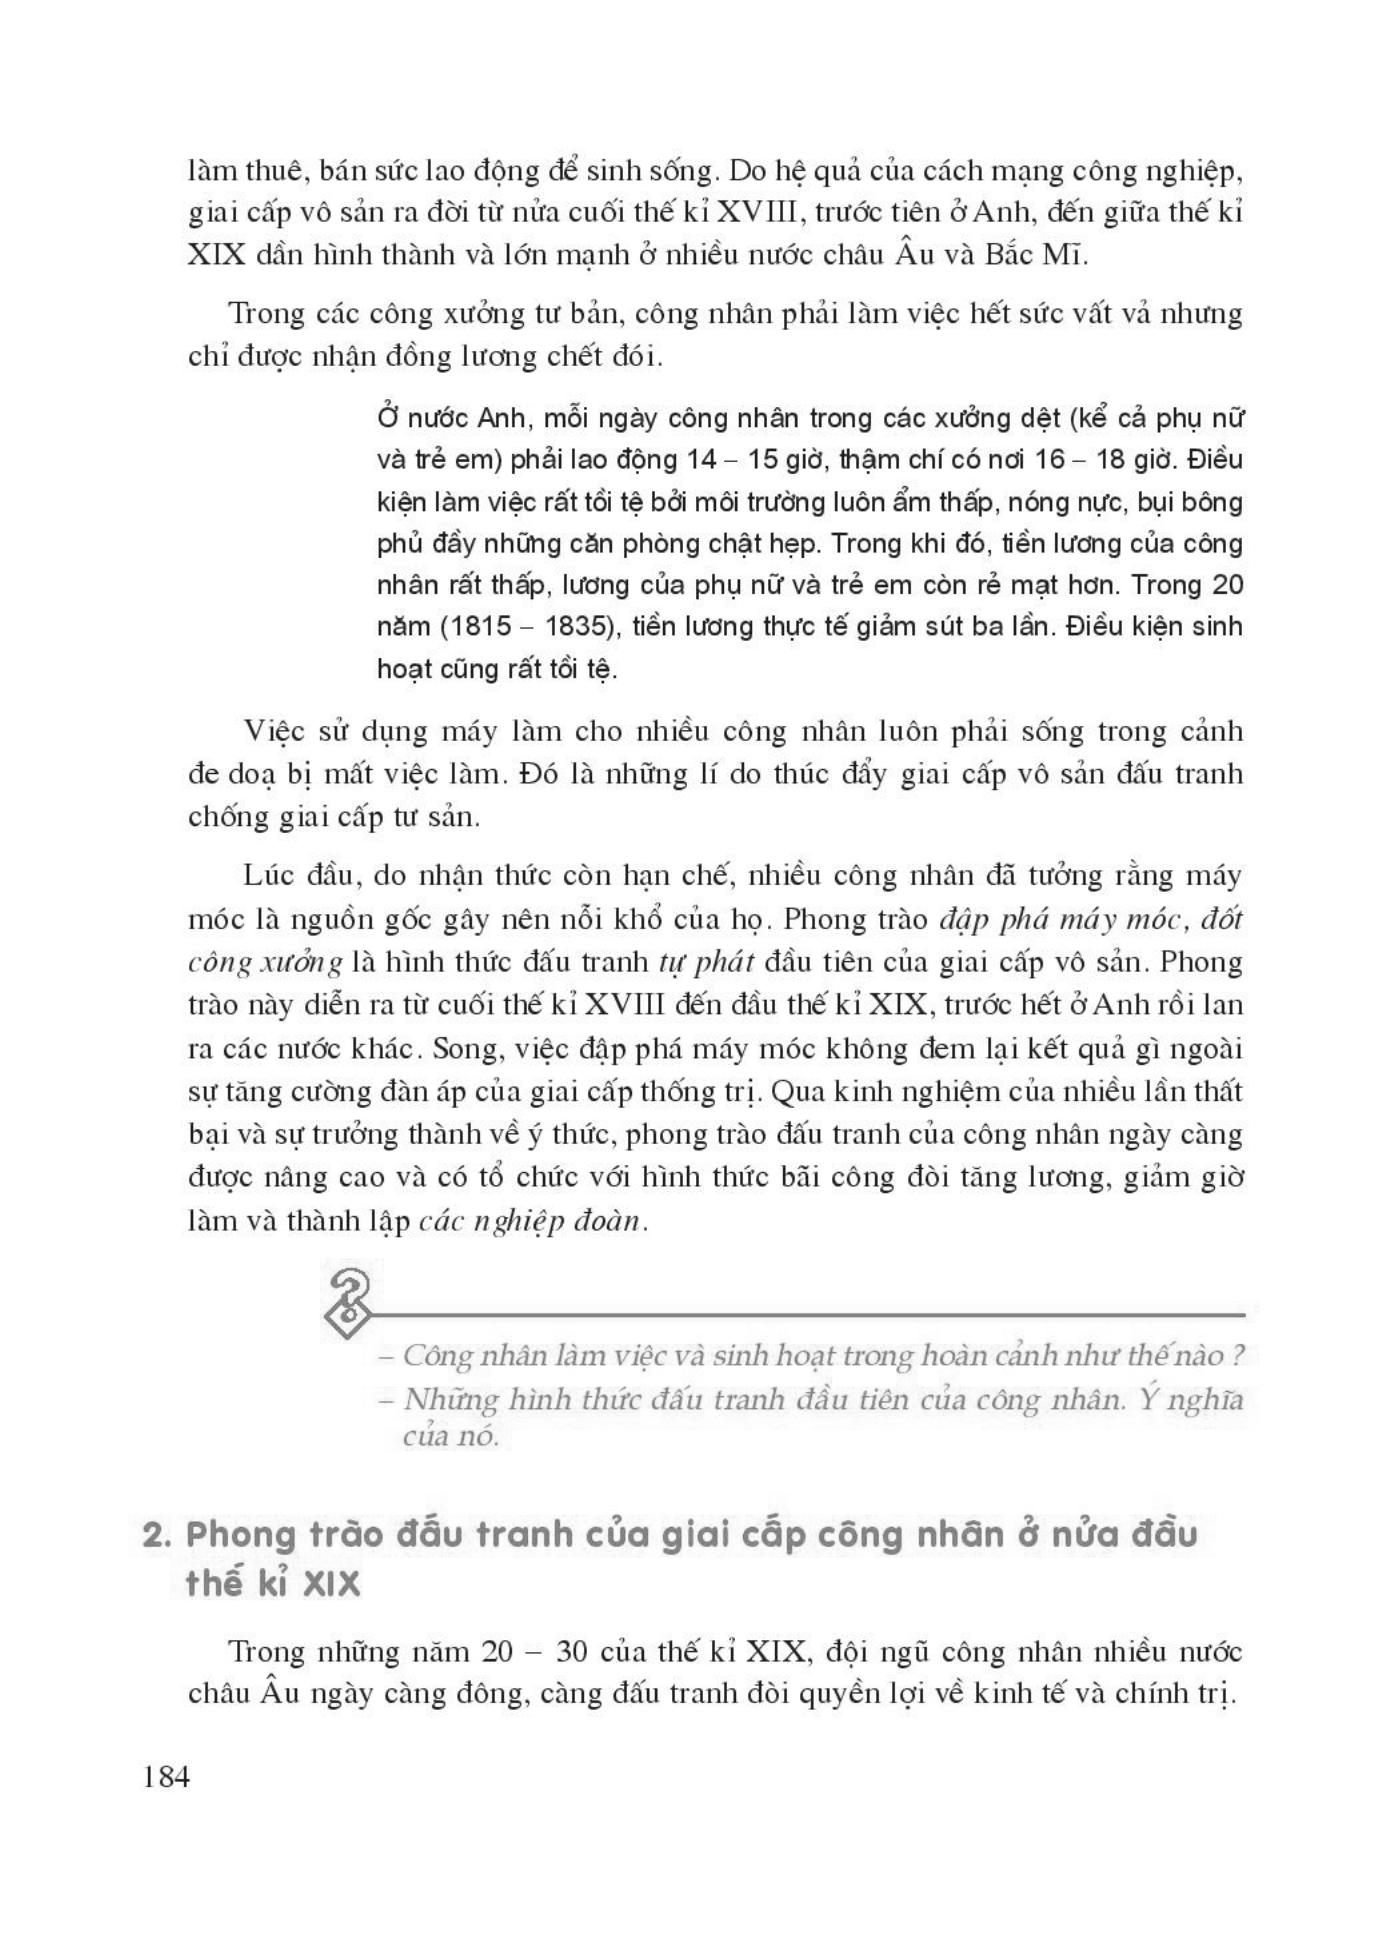 làm thuê, bán sức lao động để sinh sống. Do hệ quả của cách mạng công nghiệp,
giai cấp vô sản ra đời từ nửa cuối thế kỉ XVIII, trước tiên ở Anh, đến giữa thế kỉ
XIX dần hình thành và lớn mạnh ở nhiều nước châu Âu và Bắc Mĩ.
Trong các công xưởng tư bản, công nhân phải làm việc hết sức vất vả nhưng
chỉ được nhận đồng lương chết đói.
Ở nước Anh, mỗi ngày công nhân trong các xưởng dệt (kể cả phụ nữ
và trẻ em) phải lao động 14 – 15 giờ, thậm chí có nơi 16 – 18 giờ. Điều
kiện làm việc rất tồi tệ bởi môi trường luôn ẩm thấp, nóng nực, bụi bông
phủ đầy những căn phòng chật hẹp. Trong khi đó, tiền lương của công
nhân rất thấp, lương của phụ nữ và trẻ em còn rẻ mạt hơn. Trong 20
năm (1815 – 1835), tiền lương thực tế giảm sút ba lần. Điều kiện sinh
hoạt cũng rất tồi tệ.
Việc sử dụng máy làm cho nhiều công nhân luôn phải sống trong cảnh
đe doạ bị mất việc làm. Đó là những lí do thúc đẩy giai cấp vô sản đấu tranh
chống giai cấp tư sản.
Lúc đầu, do nhận thức còn hạn chế, nhiều công nhân đã tưởng rằng máy
móc là nguồn gốc gây nên nỗi khổ của họ. Phong trào đập phá máy móc, đốt
công xưởng là hình thức đấu tranh tự phát đầu tiên của giai cấp vô sản. Phong
trào này diễn ra từ cuối thế kỉ XVIII đến đầu thế kỉ XIX, trước hết ở Anh rồi lan
ra các nước khác. Song, việc đập phá máy móc không đem lại kết quả gì ngoài
sự tăng cường đàn áp của giai cấp thống trị. Qua kinh nghiệm của nhiều lần thất
bại và sự trưởng thành về ý thức, phong trào đấu tranh của công nhân ngày càng
được nâng cao và có tổ chức với hình thức bãi công đòi tăng lương, giảm giờ
làm và thành lập các nghiệp đoàn.
– Công nhân làm việc và sinh hoạt trong hoàn cảnh như thế nào ?
– Những hình thức đấu tranh đầu tiên của công nhân. Ý nghĩa
của nó.
2. Phong trào đấu tranh của giai cấp công nhân ở nửa đầu
thế kỉ XIX
Trong những năm 20 – 30 của thế kỉ XIX, đội ngũ công nhân nhiều nước
châu Âu ngày càng đông, càng đấu tranh đòi quyền lợi về kinh tế và chính trị.
184